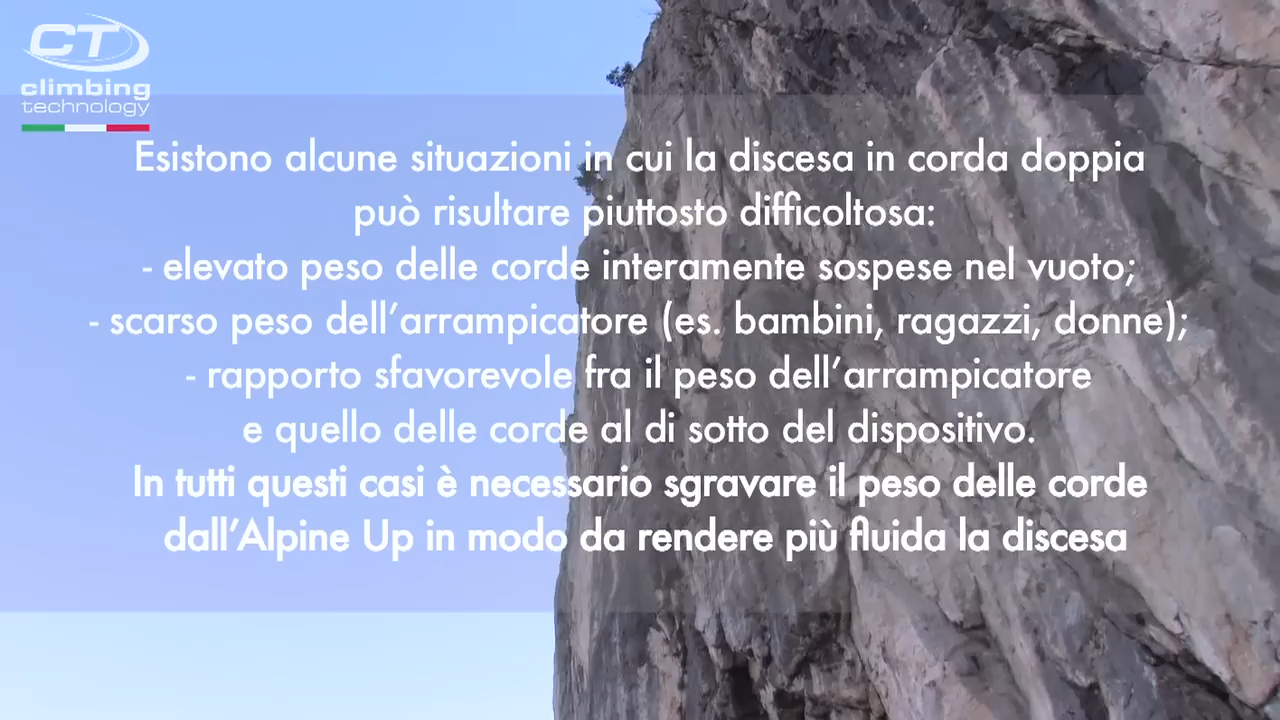 CT
climbing
technology
Esistono alcune situazioni in cui la discesa in corda doppia
può risultare piuttosto difficoltosa:
- elevato peso delle corde interamente sospese nel vuoto;
- scarso peso dell’arrampicatore (es. bambini, ragazzi, donne);
- rapporto sfavorevole fra il peso dell’arrampicatore
e quello delle corde al di sotto del dispositivo.
In tutti questi casi è necessario sgravare il peso delle corde
dall’Alpine Up in modo da rendere più fluida la discesa